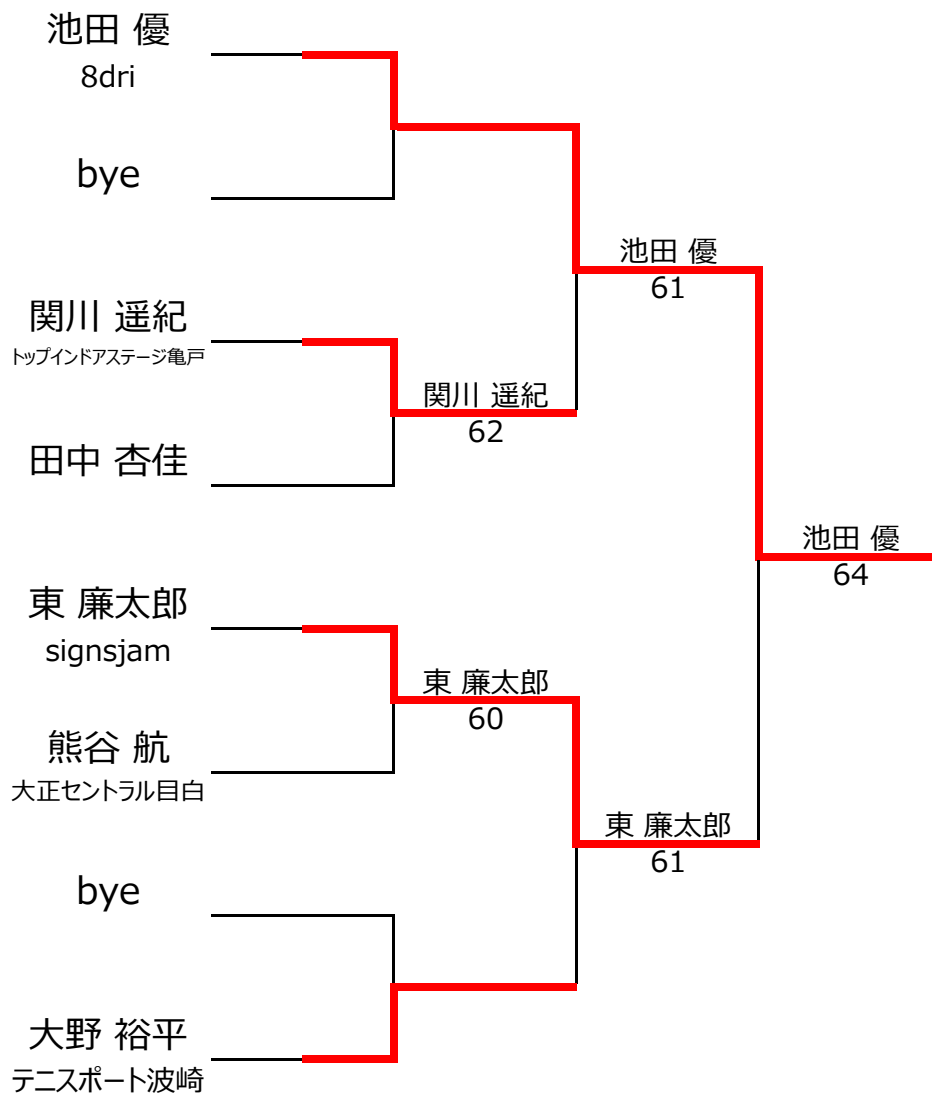 池田 優
8dri
bye
池田 優
61
関川 遥紀
トップインドアステージ亀戸
関川 遥紀
62
田中 杏佳
池田 優
64
東 廉太郎
signsjam
東 廉太郎
60
熊谷 航
大正セントラル目白
東 廉太郎
61
bye
大野 裕平
テニスポート波崎